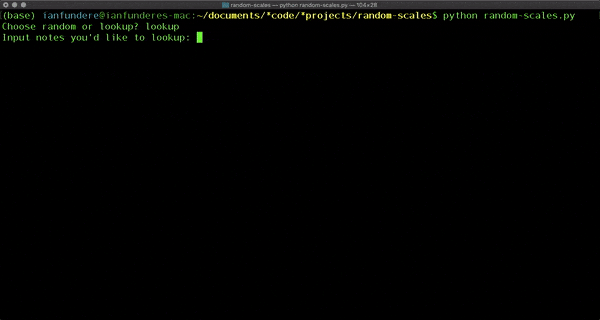 random-scales — python random-scales.py — 104×28
(base) ianfundere@ianfunderes-mac:~/documents/*code/*projects/random-scales$ python random-scales.py
Choose random or lookup? lookup
Input notes you'd like to lookup: